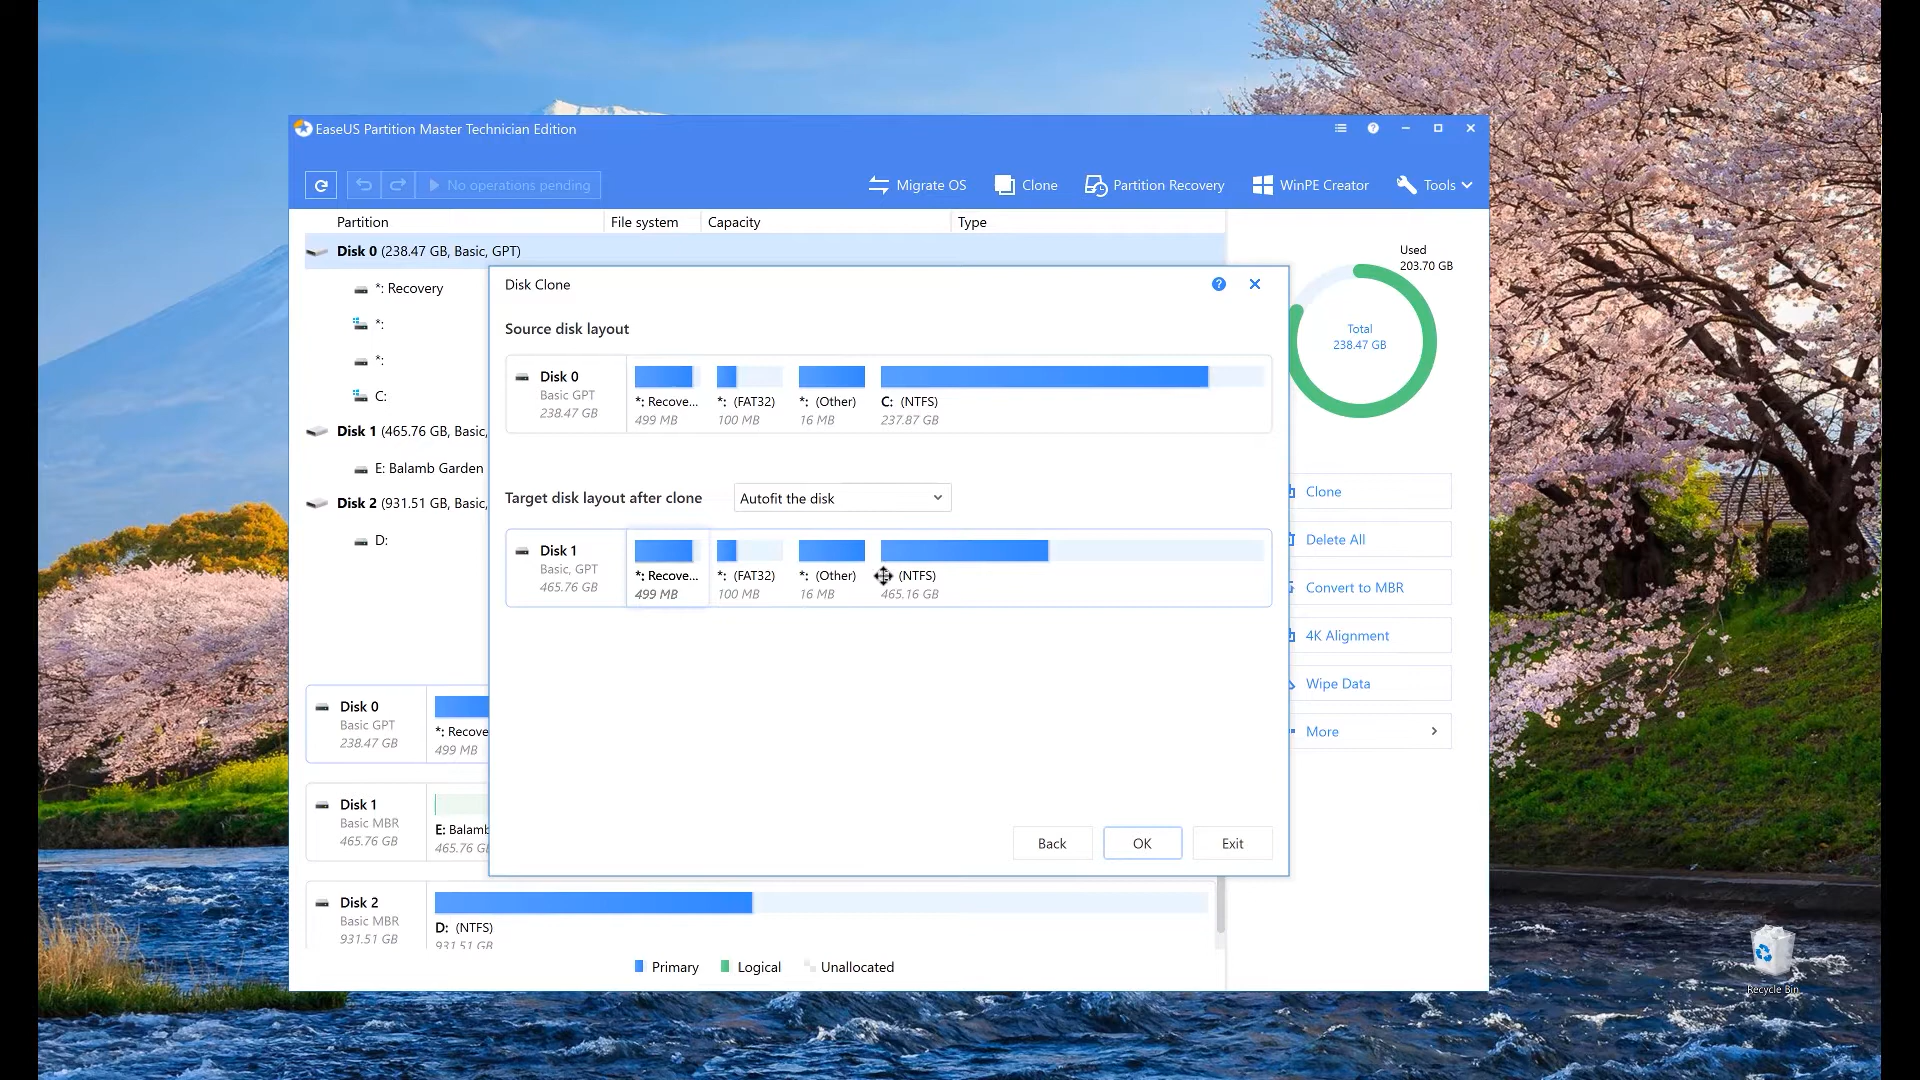 EaseUS Partition Master Technician Edition
No operations pending
Migrate OS
Clone
Partition Recovery
WinPE Creator
Tools
Partition
File system
Capacity
Type
Disk 0 (238.47 GB, Basic, GPT)
*: Recovery
*:
*:
C:
Disk 1 (465.76 GB, Basic,
E: Balamb Garden
Disk 2 (931.51 GB, Basic,
D:
Used
203.70 GB
Total
238.47 GB
Disk Clone
Source disk layout
Disk 0
Basic GPT
238.47 GB
*: Recove...
499 MB
*: (FAT32)
100 MB
*: (Other)
16 MB
C: (NTFS)
237.87 GB
Target disk layout after clone
Autofit the disk
Disk 1
Basic, GPT
465.76 GB
*: Recove...
499 MB
*: (FAT32)
100 MB
*: (Other)
16 MB
(NTFS)
465.16 GB
Back
OK
Exit
Clone
Delete All
Convert to MBR
4K Alignment
Wipe Data
More
Disk 0
Basic GPT
238.47 GB
*: Recove
499 MB
Disk 1
Basic MBR
465.76 GB
E: Balamb
465.76 GB
Disk 2
Basic MBR
931.51 GB
D: (NTFS)
931.51 GB
Primary
Logical
Unallocated
Recycle Bin